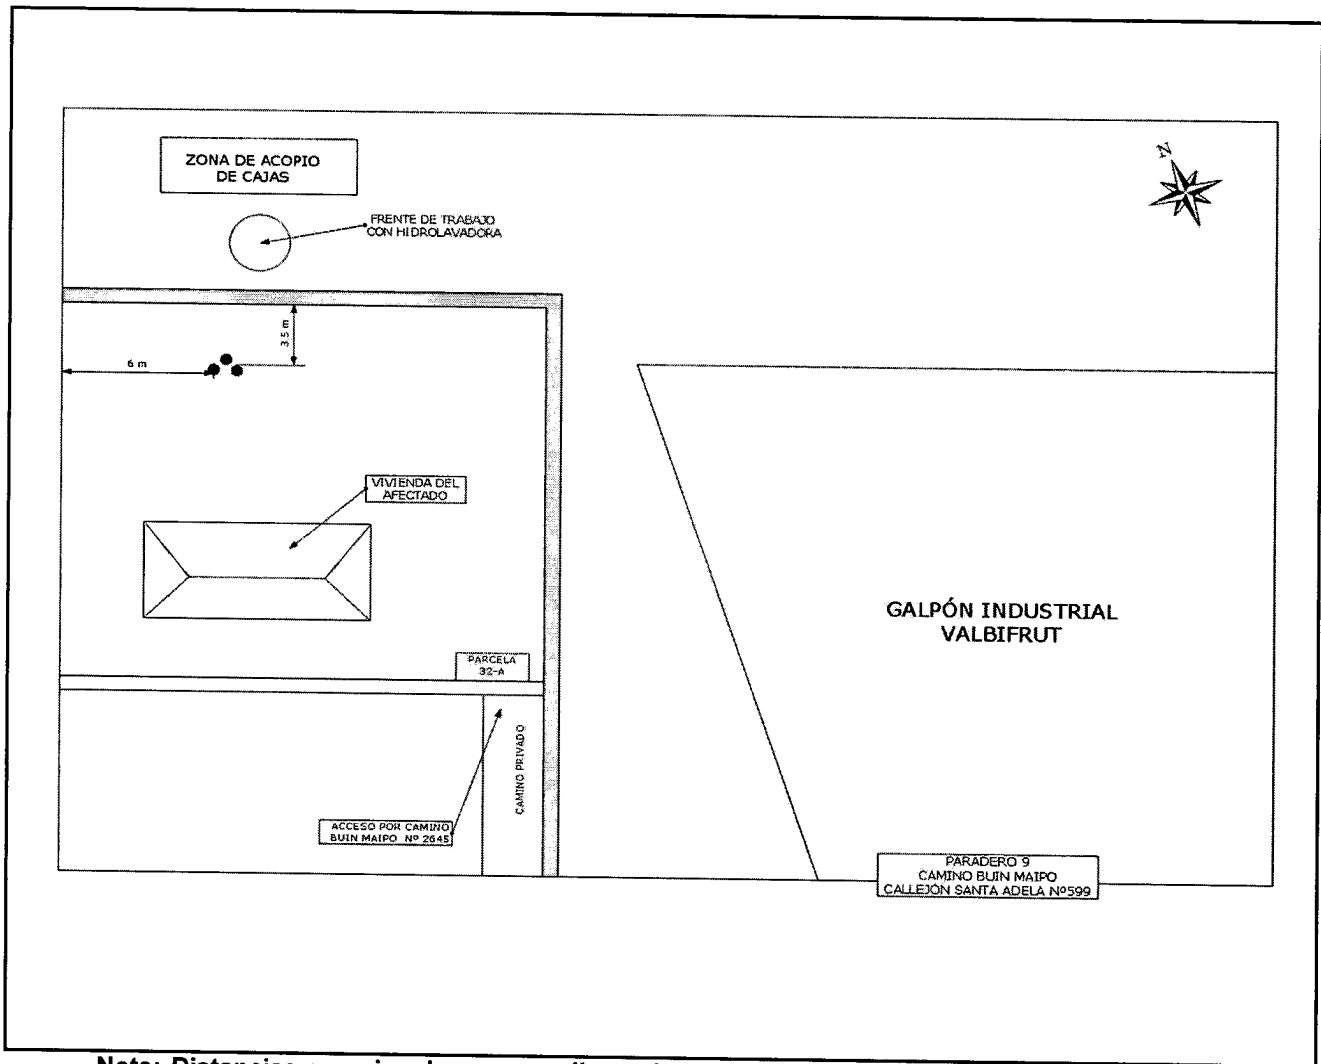 ZONA DE ACOPIO
DE CAJAS
N
FRENTE DE TRABAJO
CON HIDROLAVADORA
3.5 m
6 m
VIVIENDA DEL
AFECTADO
GALPÓN INDUSTRIAL
VALBIFRUT
PARCELA
32-A
CAMINO PRIVADO
ACCESO POR CAMINO
BUIN MAIPO Nº 2645
PARADERO 9
CAMINO BUIN MAIPO
CALLEJÓN SANTA ADELA Nº599
Nota: Distancias